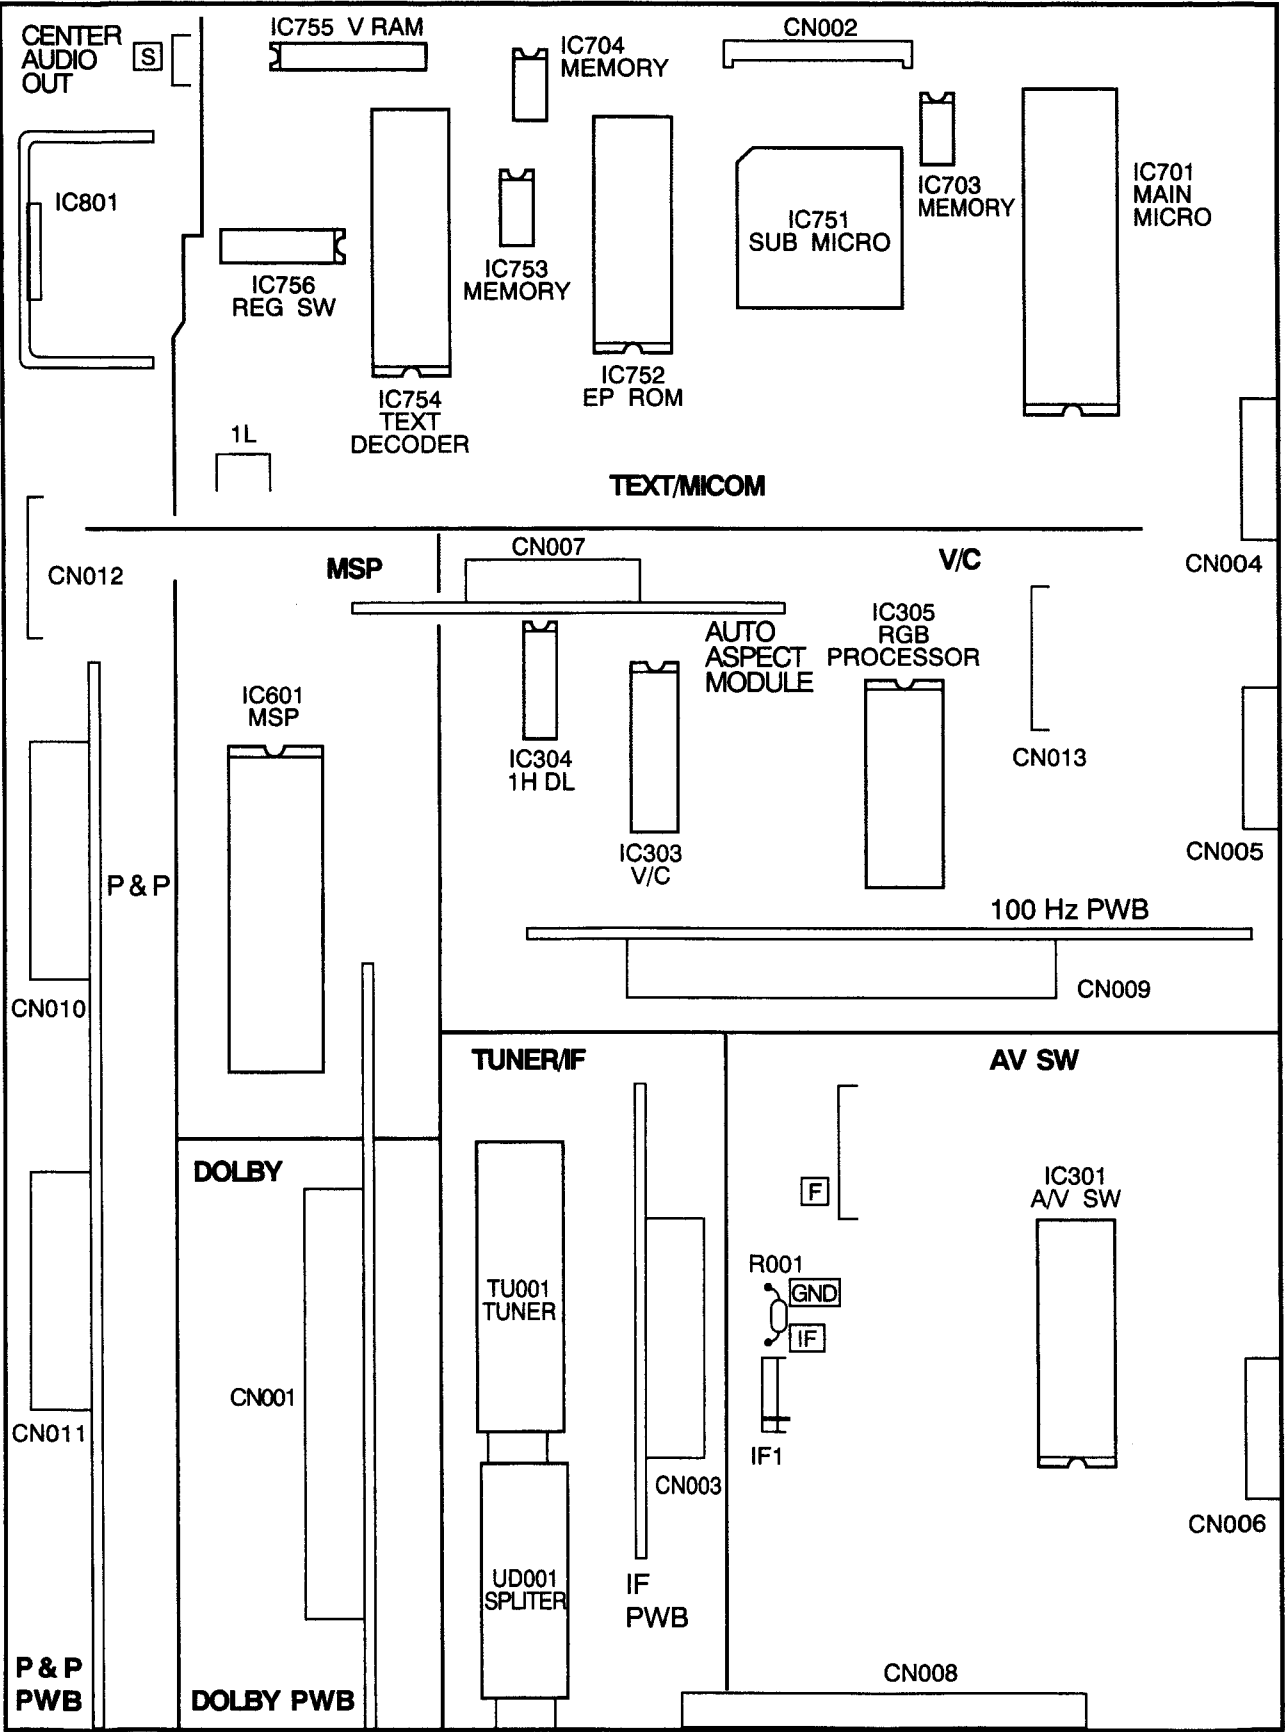 CENTER
AUDIO
OUT
S
IC755 V RAM
IC704
MEMORY
CN002
IC801
IC703
MEMORY
IC701
MAIN
MICRO
IC751
SUB MICRO
IC756
REG SW
IC753
MEMORY
IC752
EP ROM
IC754
TEXT
DECODER
1L
TEXT/MICOM
CN004
CN012
MSP
CN007
V/C
AUTO
ASPECT
MODULE
IC305
RGB
PROCESSOR
IC601
MSP
IC304
1H DL
CN013
IC303
V/C
CN005
P & P
100 Hz PWB
CN010
CN009
TUNER/IF
AV SW
DOLBY
F
IC301
A/V SW
R001
GND
IF
TU001
TUNER
CN001
CN011
IF1
CN003
CN006
UD001
SPLITER
IF
PWB
P & P
PWB
DOLBY PWB
CN008